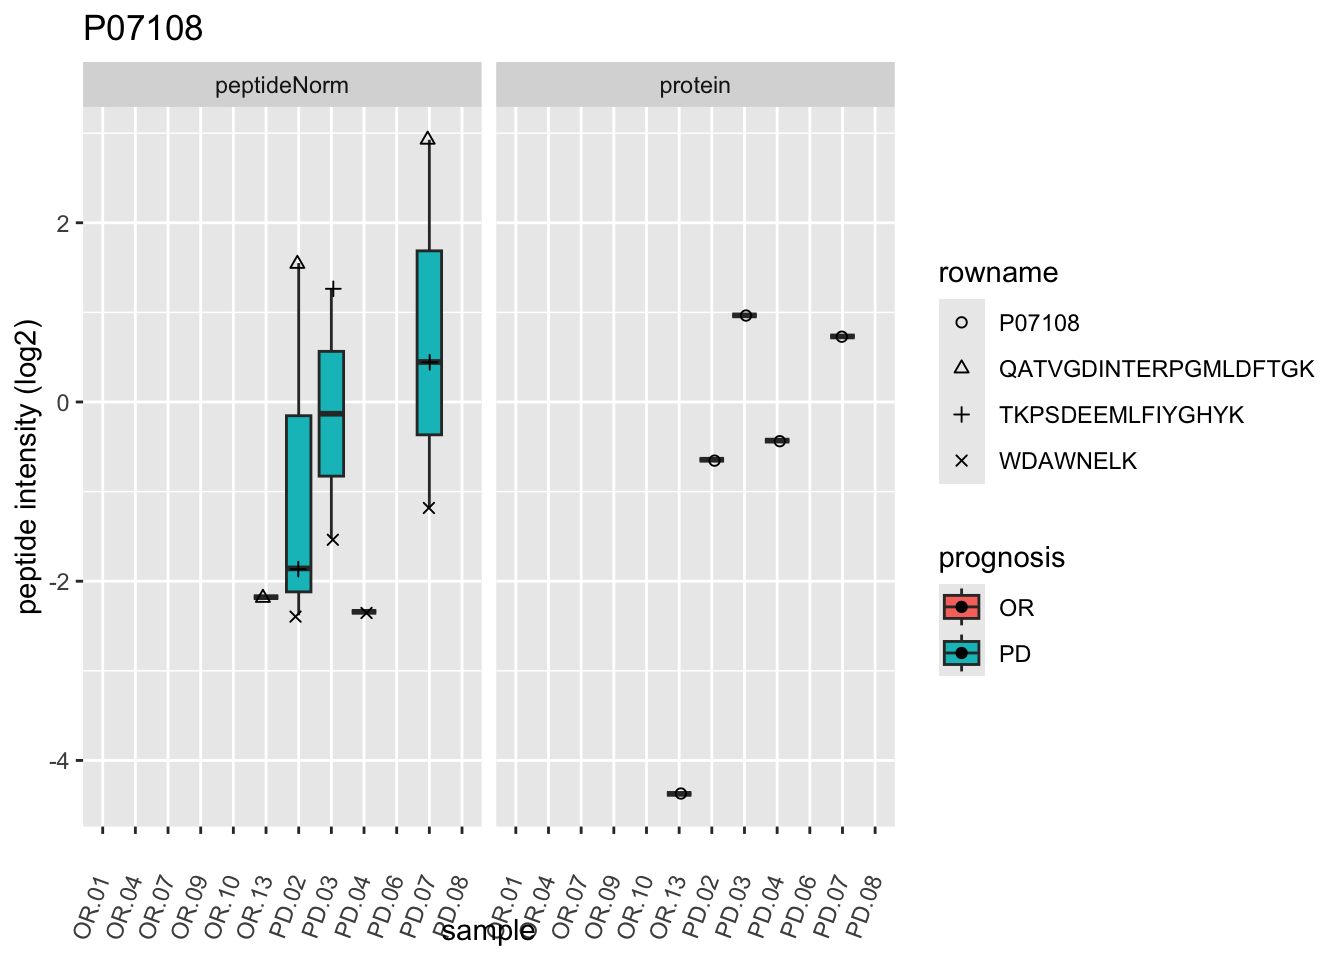 P07108
peptideNorm
protein
peptide intensity (log2)
2
0
-2
-4
OR.01
OR.04
OR.07
OR.09
OR.10
OR.13
PD.02
PD.03
PD.04
PD.06
PD.07
PD.08
OR.01
OR.04
OR.07
OR.09
OR.10
OR.13
PD.02
PD.03
PD.04
PD.06
PD.07
PD.08
sample
rowname
P07108
QATVGDINTERPGMLDFTGK
TKPSDEEMLFIYGHYK
WDAWNELK
prognosis
OR
PD